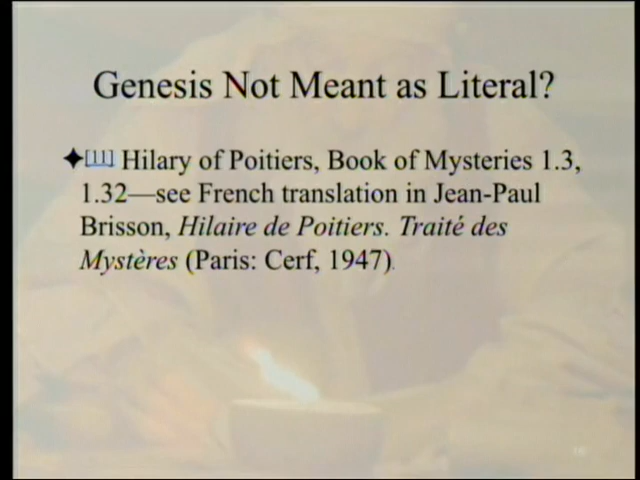 Genesis Not Meant as Literal?
✦[11] Hilary of Poitiers, Book of Mysteries 1.3,
1.32—see French translation in Jean-Paul
Brisson, Hilaire de Poitiers. Traité des
Mystères (Paris: Cerf, 1947).